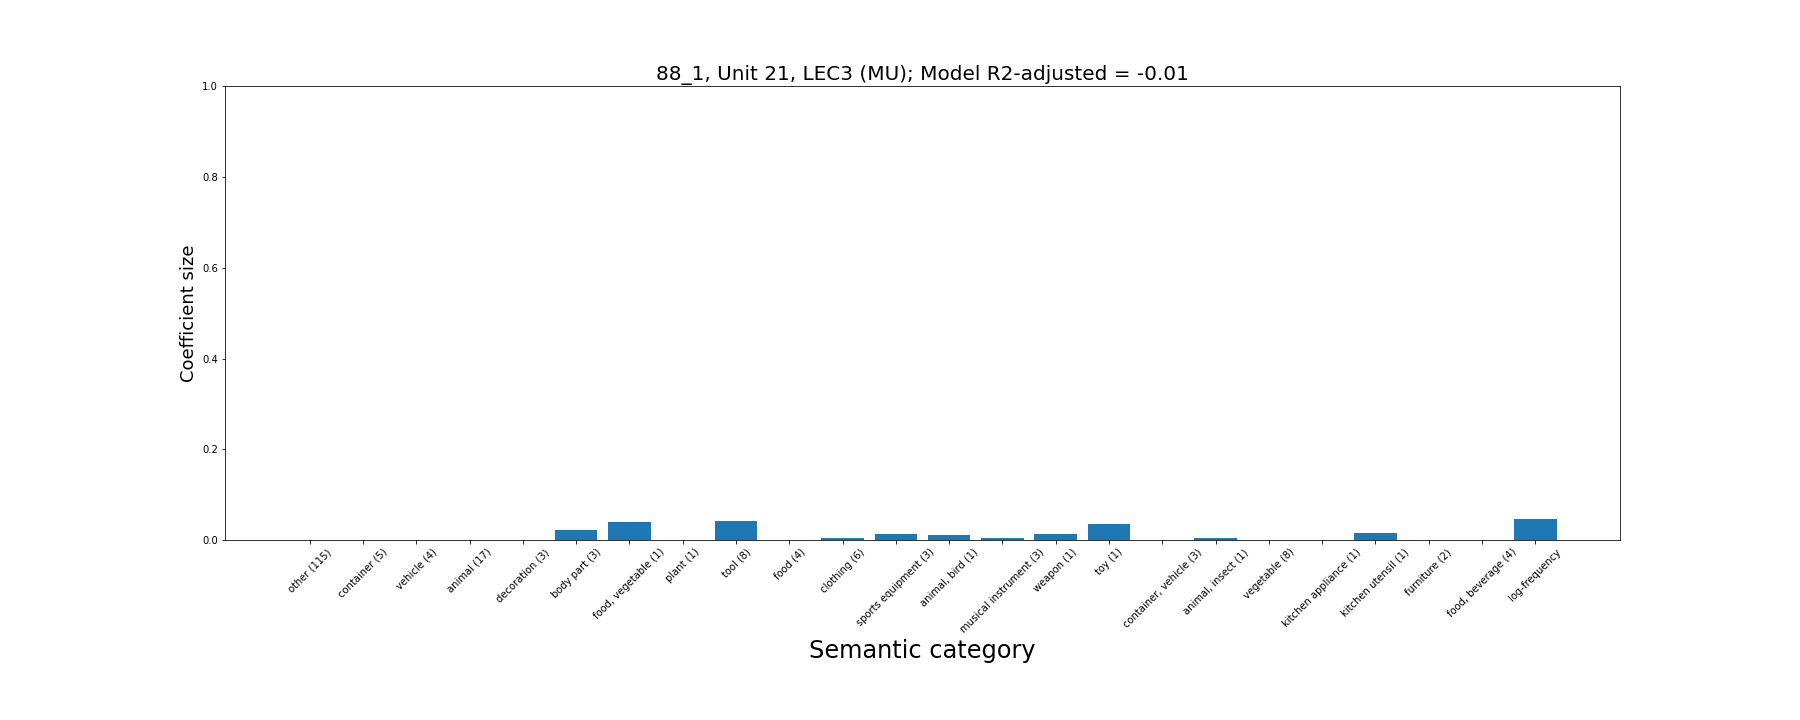 88_1, Unit 21, LEC3 (MU); Model R2-adjusted = -0.01
1.0
0.8
0.6
0.4
0.2
0.0
Coefficient size
other (115)
container (5)
vehicle (4)
animal (17)
decoration (3)
body part (3)
food, vegetable (1)
plant (1)
tool (8)
food (4)
clothing (6)
sports equipment (3)
animal, bird (1)
musical instrument (3)
weapon (1)
toy (1)
container, vehicle (3)
animal, insect (1)
vegetable (8)
kitchen appliance (1)
kitchen utensil (1)
furniture (2)
food, beverage (4)
log-frequency
Semantic category